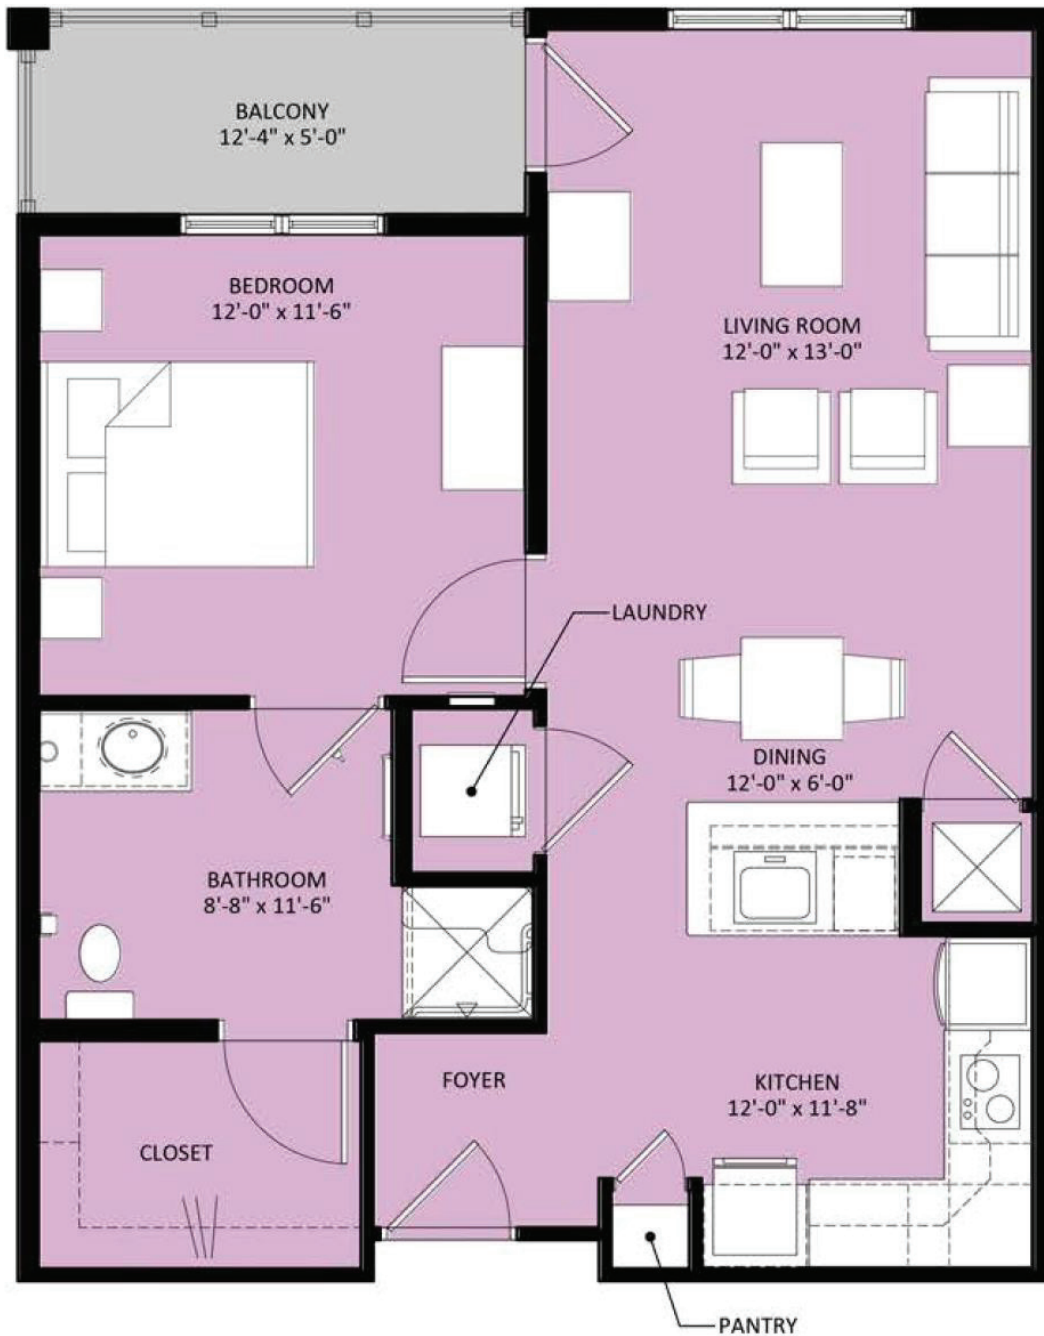 BALCONY
12'-4" x 5'-0"
BEDROOM
12'-0" x 11'-6"
LIVING ROOM
12'-0" x 13'-0"
LAUNDRY
DINING
12'-0" x 6'-0"
BATHROOM
8'-8" x 11'-6"
FOYER
KITCHEN
12'-0" x 11'-8"
CLOSET
PANTRY